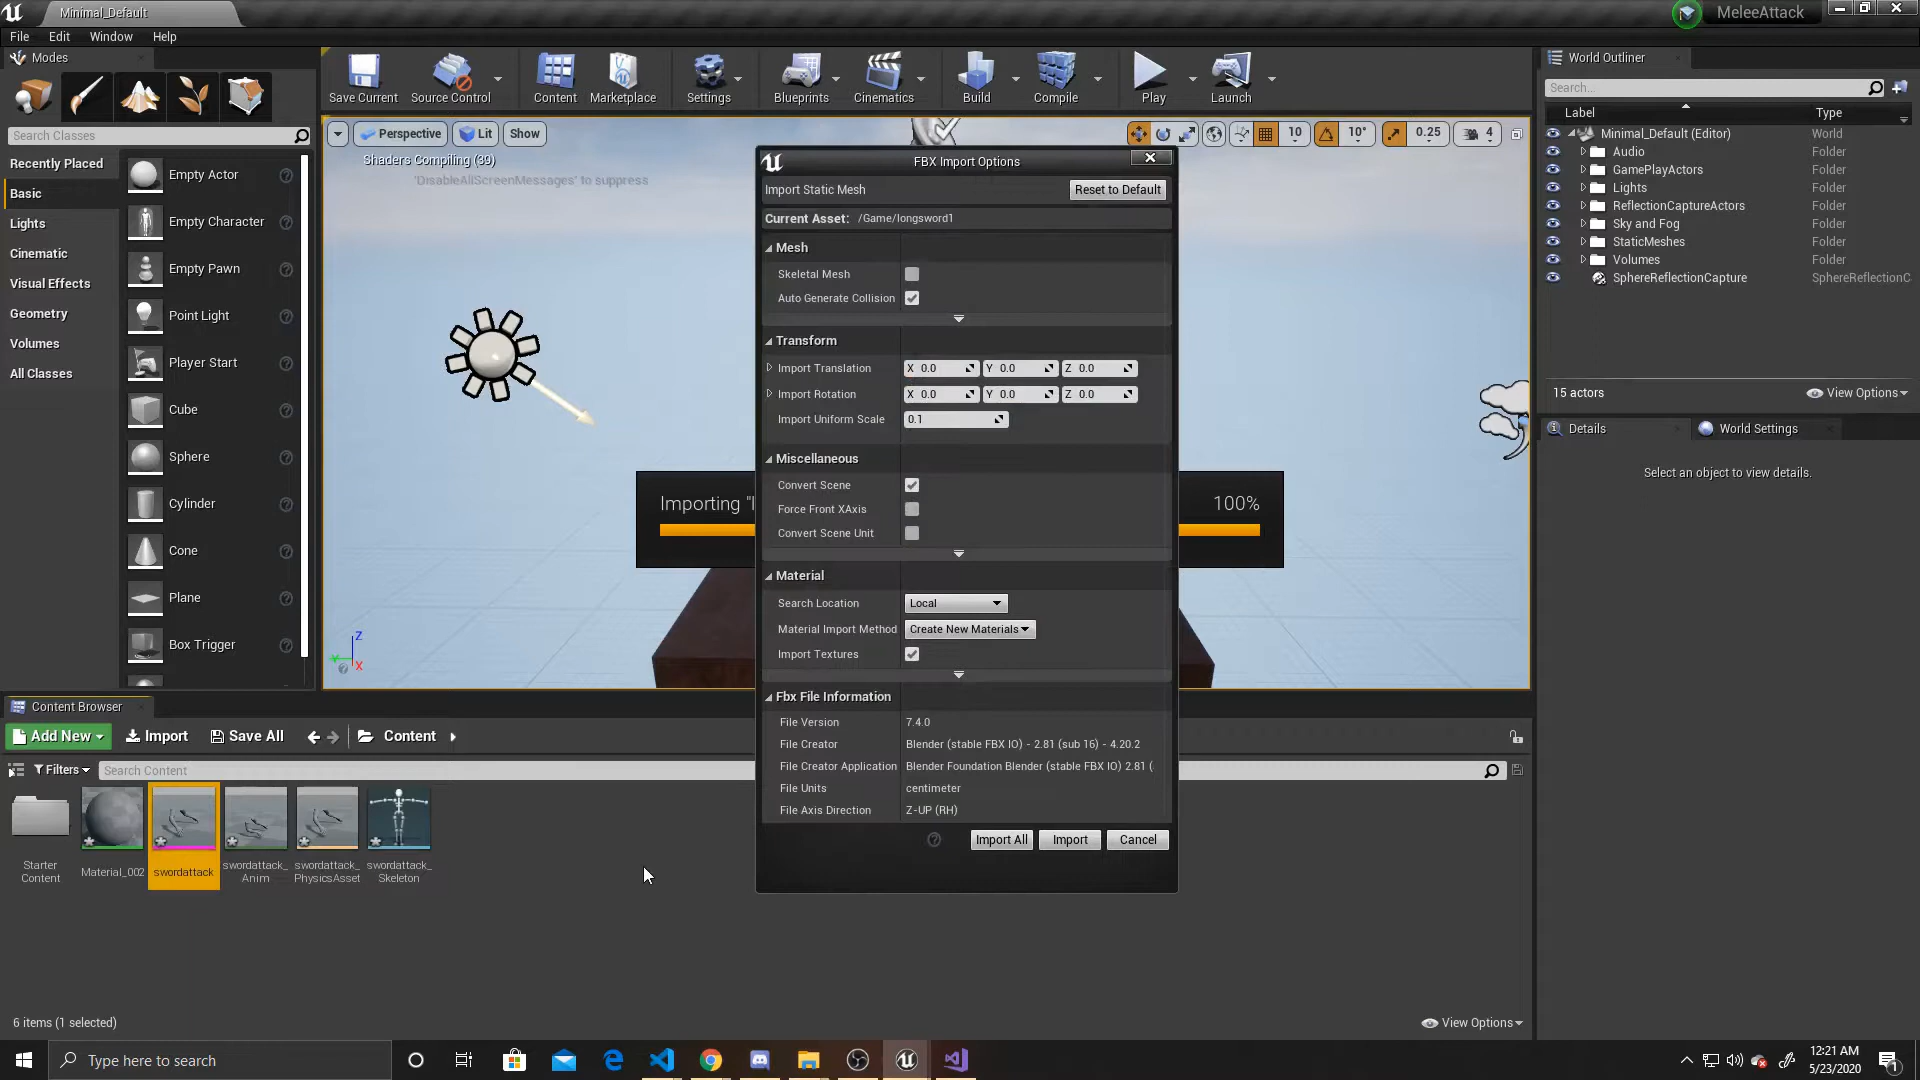 Minimal_Default
MeleeAttack
File Edit Window Help
Modes
Search Classes
Recently Placed
Basic
Lights
Cinematic
Visual Effects
Geometry
Volumes
All Classes
Empty Actor
Empty Character
Empty Pawn
Point Light
Player Start
Cube
Sphere
Cylinder
Cone
Plane
Box Trigger
Save Current
Source Control
Content
Marketplace
Settings
Blueprints
Cinematics
Build
Compile
Play
Launch
Perspective
Lit
Show
10
10°
0.25
4
Shaders Compiling (39)
'DisableAllScreenMessages' to suppress
Importing "l
100%
Z
Y
X
FBX Import Options
Import Static Mesh
Reset to Default
Current Asset: /Game/longsword1
Mesh
Skeletal Mesh
Auto Generate Collision
Transform
Import Translation X 0.0 Y 0.0 Z 0.0
Import Rotation X 0.0 Y 0.0 Z 0.0
Import Uniform Scale 0.1
Miscellaneous
Convert Scene
Force Front XAxis
Convert Scene Unit
Material
Search Location Local
Material Import Method Create New Materials
Import Textures
Fbx File Information
File Version 7.4.0
File Creator Blender (stable FBX IO) - 2.81 (sub 16) - 4.20.2
File Creator Application Blender Foundation Blender (stable FBX IO) 2.81 (
File Units centimeter
File Axis Direction Z-UP (RH)
Import All Import Cancel
World Outliner
Search...
Label Type
Minimal_Default (Editor) World
Audio Folder
GamePlayActors Folder
Lights Folder
ReflectionCaptureActors Folder
Sky and Fog Folder
StaticMeshes Folder
Volumes Folder
SphereReflectionCapture SphereReflectionC
15 actors
View Options
Details
World Settings
Select an object to view details.
Content Browser
Add New Import Save All Content
Filters
Search Content
Starter
Content
Material_002
swordattack
swordattack_
Anim
swordattack_
PhysicsAsset
swordattack_
Skeleton
6 items (1 selected)
View Options
Type here to search
12:21 AM
5/23/2020
1